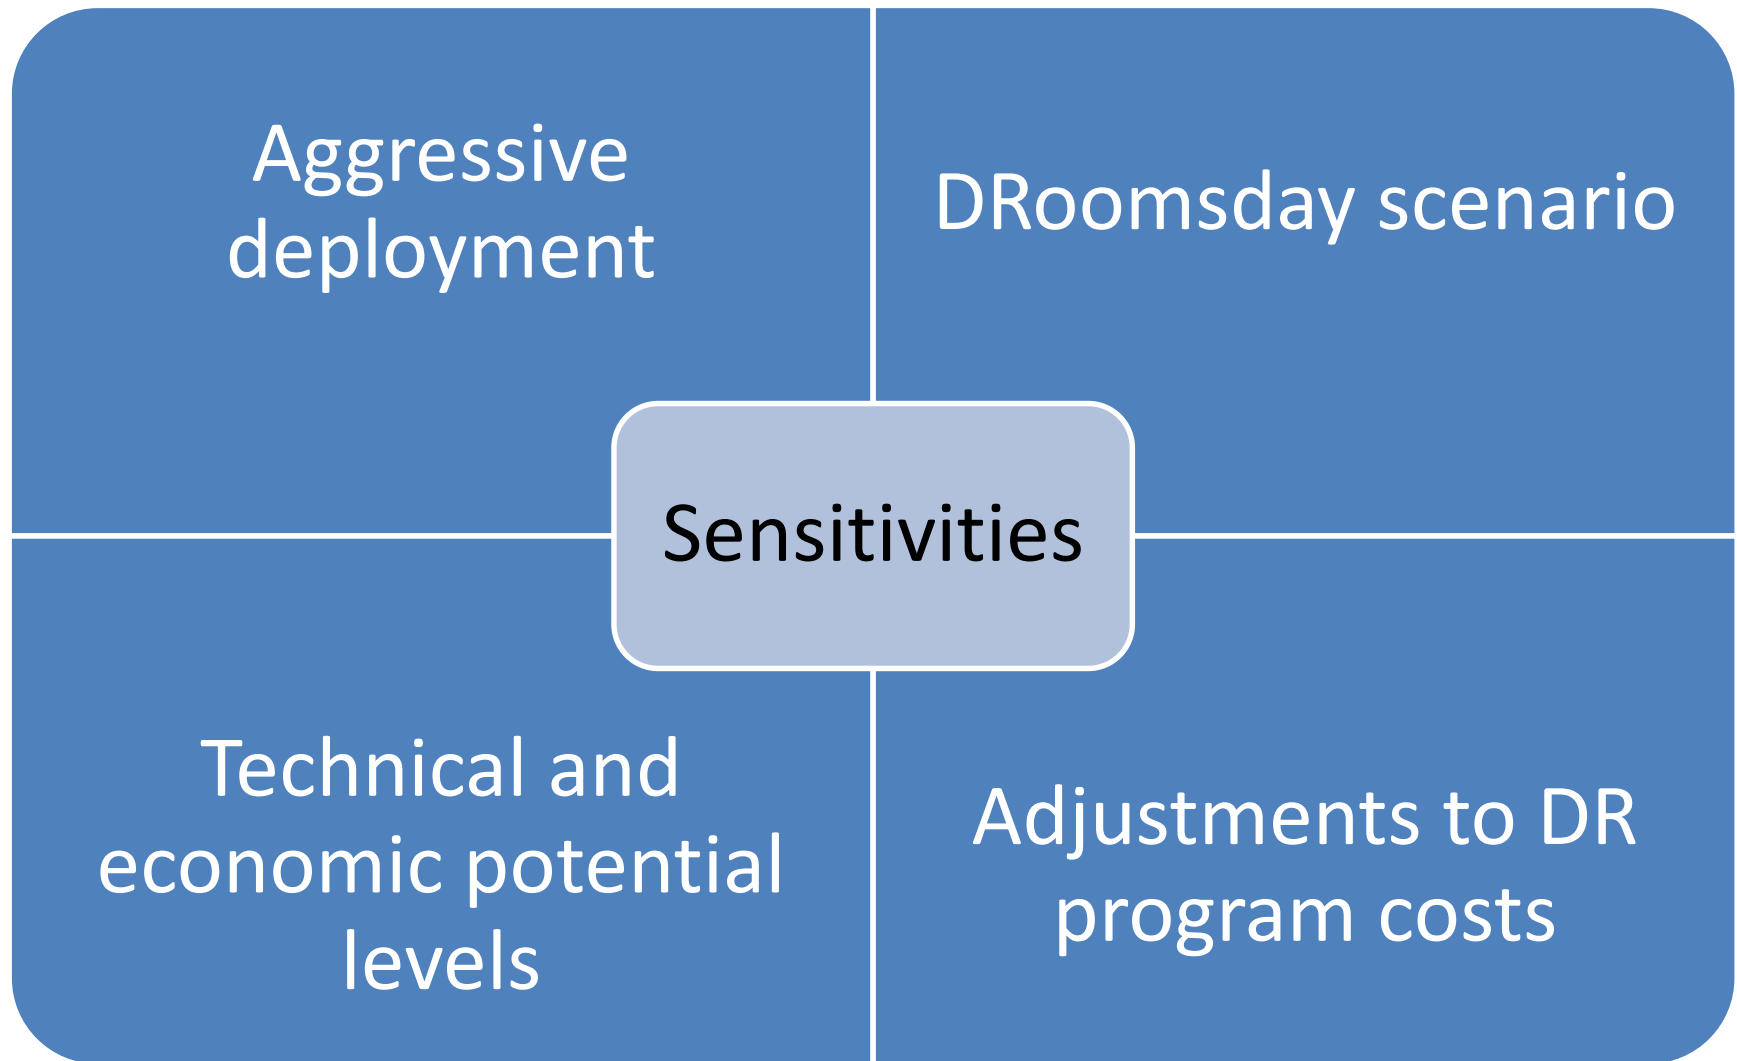 Aggressive
deployment
DRoomsday scenario
Sensitivities
Technical and
economic potential
levels
Adjustments to DR
program costs